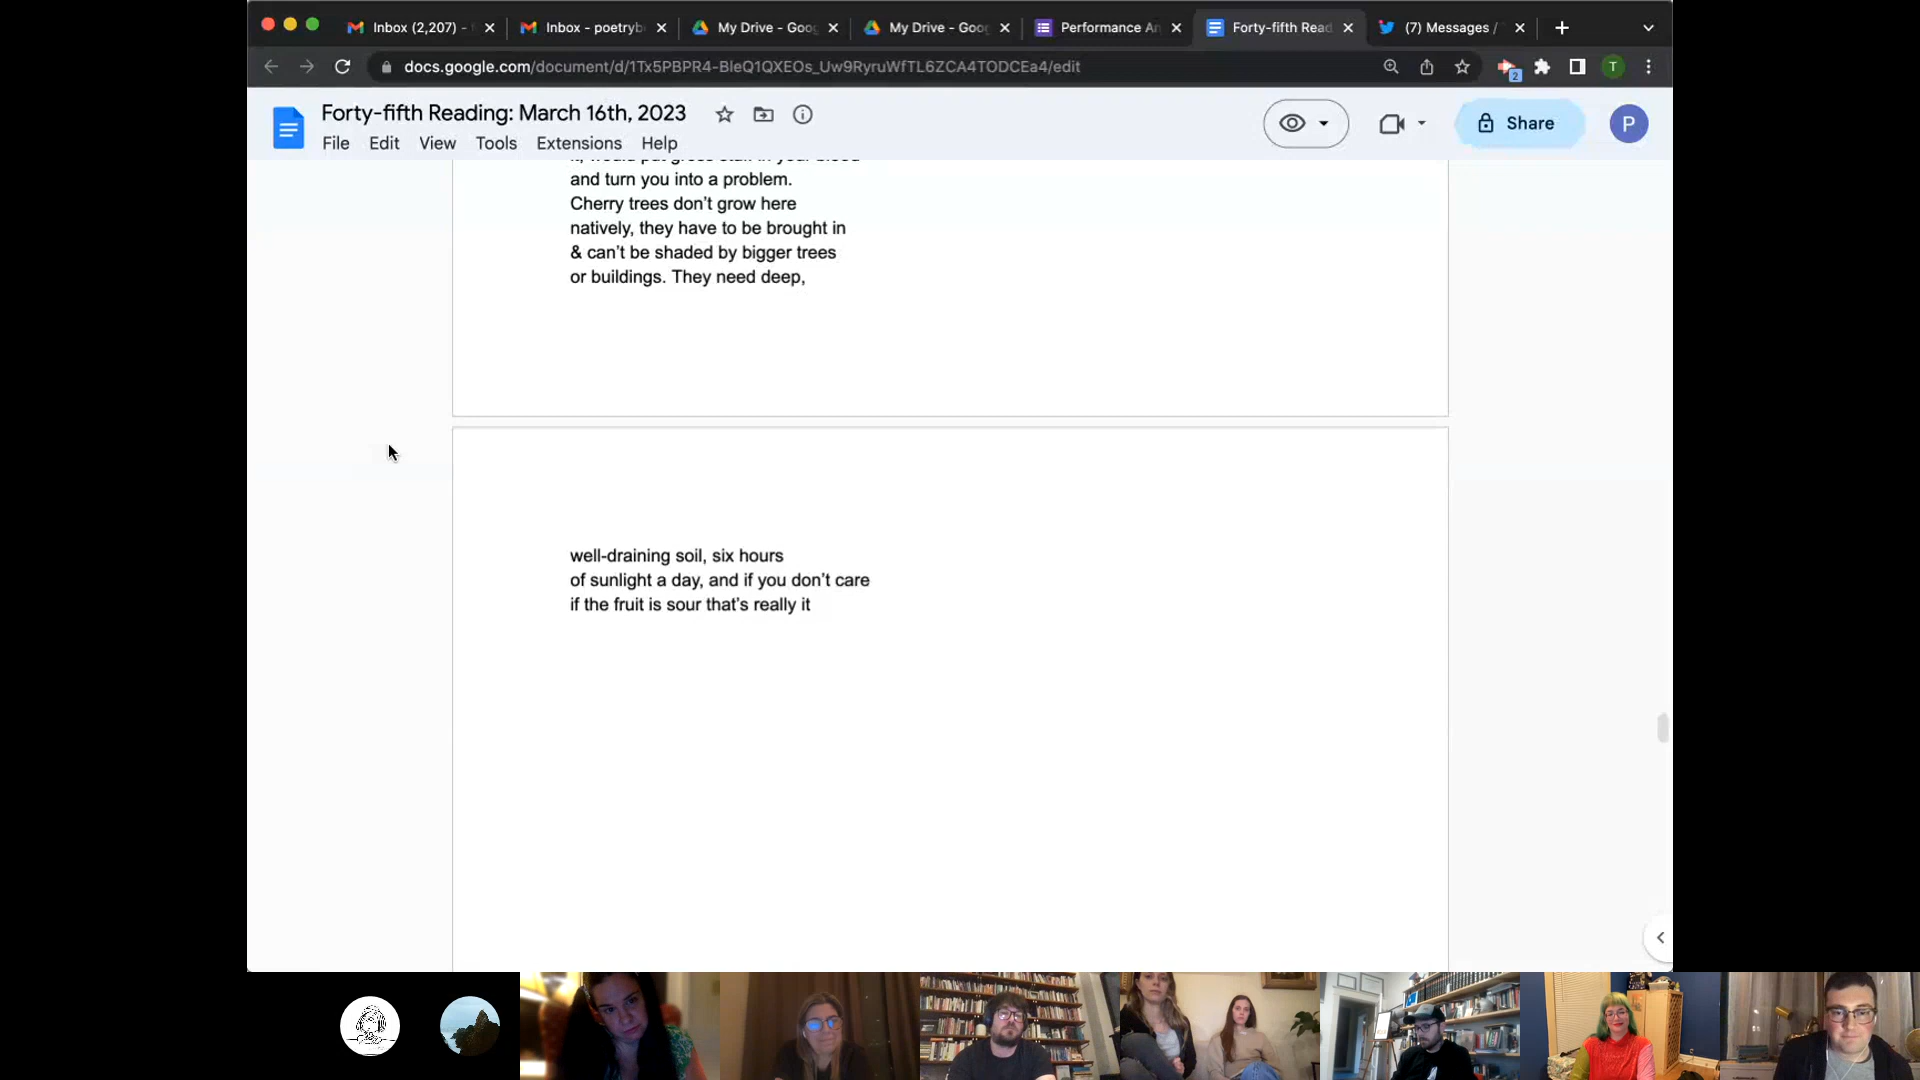 Inbox (2,207) -
Inbox - poetryb
My Drive - Goog
My Drive - Goog
Performance An
Forty-fifth Read
(7) Messages /
docs.google.com/document/d/1Tx5PBPR4-BleQ1QXEOs_Uw9RyruWfTL6ZCA4TODCEa4/edit
2
T
Forty-fifth Reading: March 16th, 2023
Share
P
File Edit View Tools Extensions Help
and turn you into a problem.
Cherry trees don't grow here
natively, they have to be brought in
& can't be shaded by bigger trees
or buildings. They need deep,
well-draining soil, six hours
of sunlight a day, and if you don't care
if the fruit is sour that's really it